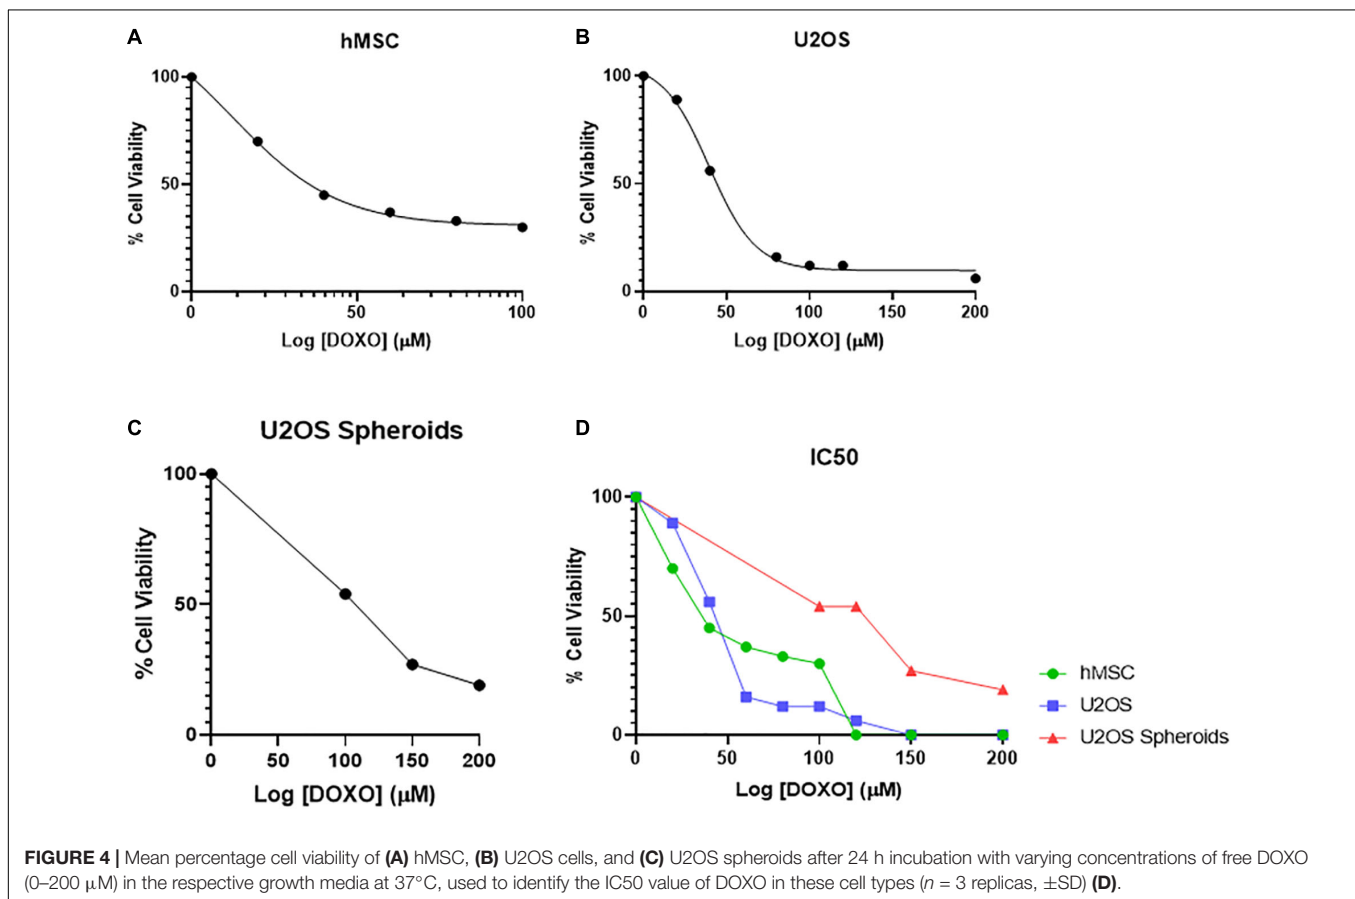 A
hMSC
100
50
0
% Cell Viability
0 50 100
Log [DOXO] (μM)
B
U2OS
100
50
0
% Cell Viability
0 50 100 150 200
Log [DOXO] (μM)
C
U2OS Spheroids
100
50
0
% Cell Viability
0 50 100 150 200
Log [DOXO] (μM)
D
IC50
100
50
0
% Cell Viability
0 50 100 150 200
Log [DOXO] (μM)
hMSC
U2OS
U2OS Spheroids
FIGURE 4 | Mean percentage cell viability of (A) hMSC, (B) U2OS cells, and (C) U2OS spheroids after 24 h incubation with varying concentrations of free DOXO
(0–200 μM) in the respective growth media at 37°C, used to identify the IC50 value of DOXO in these cell types (n = 3 replicas, ±SD) (D).